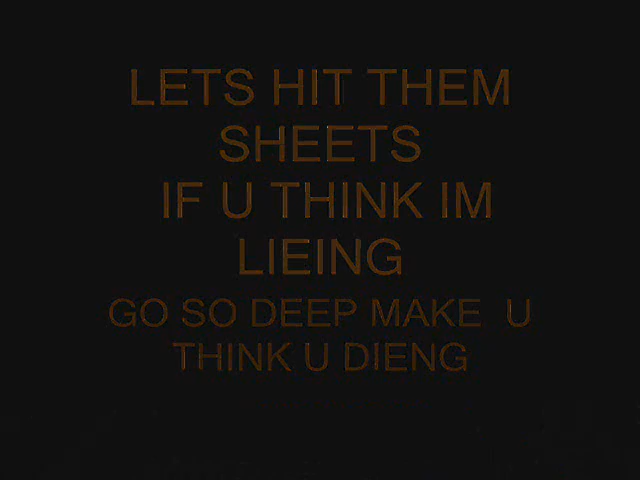 LETS HIT THEM
SHEETS
IF U THINK IM
LIEING
GO SO DEEP MAKE U
THINK U DIENG